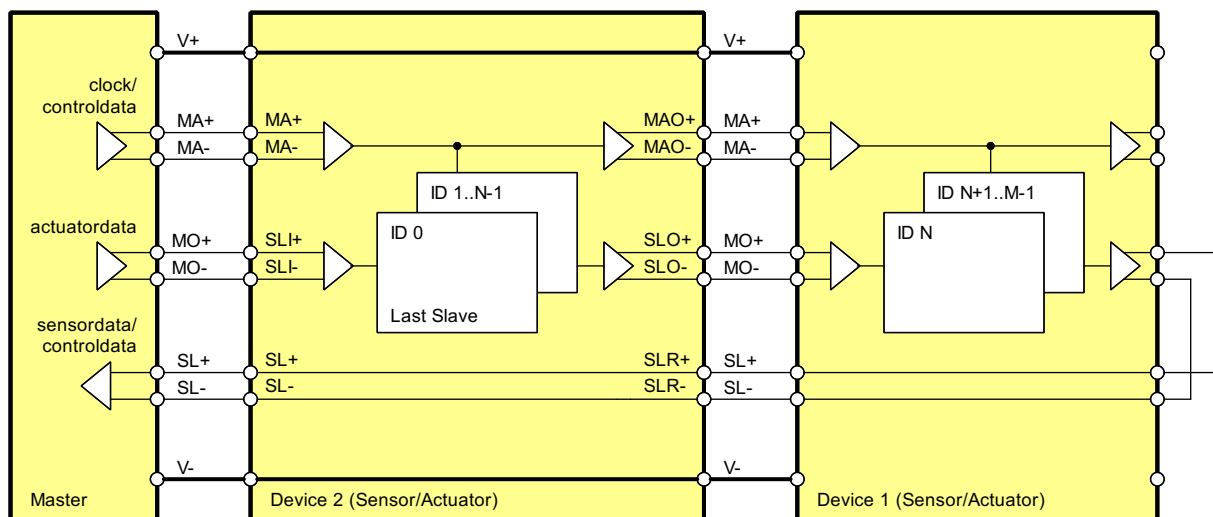 V+
V+
clock/
controldata
MA+
MA+
MAO+
MA+
MA-
MA-
MAO-
MA-
ID 1..N-1
ID N+1..M-1
actuatordata
MO+
SLI+
ID 0
SLO+
MO+
ID N
MO-
SLI-
SLO-
MO-
Last Slave
sensordata/
controldata
SL+
SL+
SLR+
SL+
SL-
SL-
SLR-
SL-
V-
V-
Master
Device 2 (Sensor/Actuator)
Device 1 (Sensor/Actuator)